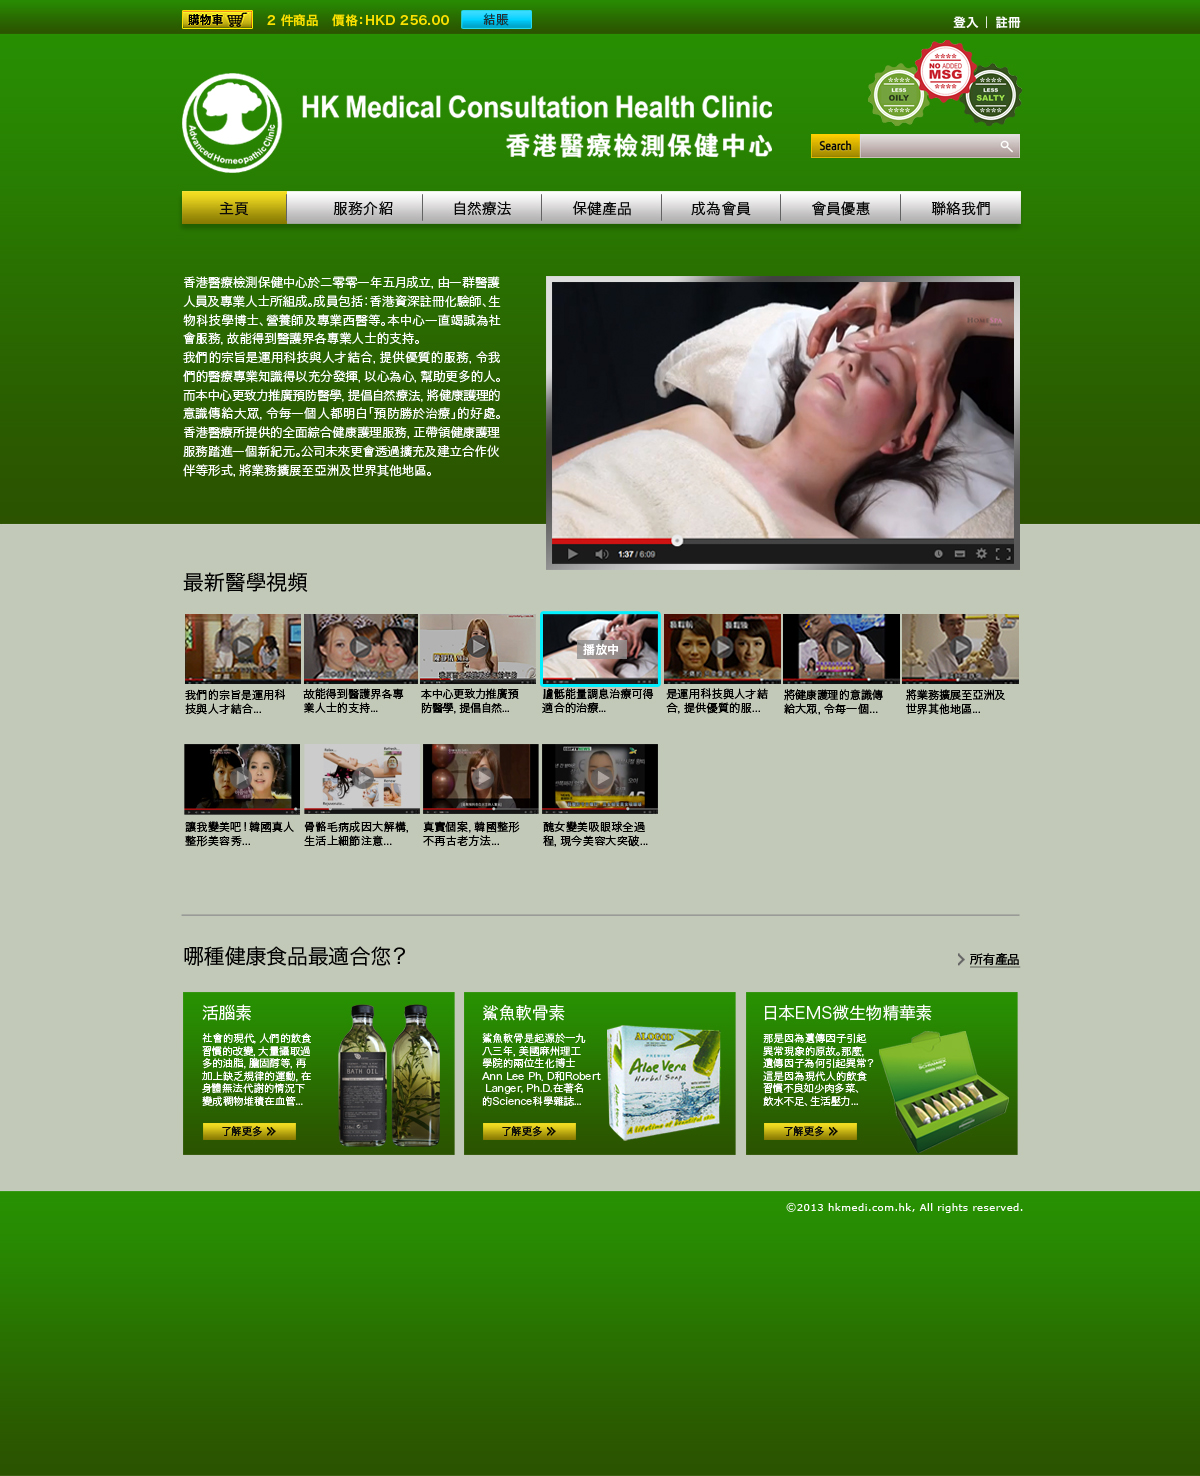 購物車
2 件商品 價格：HKD 256.00
結賬
登入 | 註冊
HK Medical Consultation Health Clinic
香港醫療檢測保健中心
Advanced Homeopathic Clinic
LESS OILY
NO ADDED MSG
LESS SALTY
Search
主頁 服務介紹 自然療法 保健產品 成為會員 會員優惠 聯絡我們
香港醫療檢測保健中心於二零零一年五月成立, 由一群醫護
人員及專業人士所組成。成員包括：香港資深註冊化驗師、生
物科技學博士、營養師及專業西醫等。本中心一直竭誠為社
會服務, 故能得到醫護界各專業人士的支持。
我們的宗旨是運用科技與人才結合, 提供優質的服務, 令我
們的醫療專業知識得以充分發揮, 以心為心, 幫助更多的人。
而本中心更致力推廣預防醫學, 提倡自然療法, 將健康護理的
意識傳給大眾, 令每一個人都明白「預防勝於治療」的好處。
香港醫療所提供的全面綜合健康護理服務, 正帶領健康護理
服務踏進一個新紀元。公司未來更會透過擴充及建立合作伙
伴等形式, 將業務擴展至亞洲及世界其他地區。
1:37 / 6:09
最新醫學視頻
播放中
我們的宗旨是運用科
技與人才結合...
故能得到醫護界各專
業人士的支持...
本中心更致力推廣預
防醫學, 提倡自然...
骶能量調息治療可得
適合的治療...
是運用科技與人才結
合, 提供優質的服...
將健康護理的意識傳
給大眾, 令每一個...
將業務擴展至亞洲及
世界其他地區...
讓我變美吧！韓國真人
整形美容秀...
骨骼毛病成因大解構,
生活上細節注意...
真實個案, 韓國整形
不再古老方法...
醜女變美吸眼球全過
程, 現今美容大突破...
哪種健康食品最適合您？
所有產品
活腦素
社會的現代, 人們的飲食
習慣的改變, 大量攝取過
多的油脂, 膽固醇等, 再
加上缺乏規律的運動, 在
身體無法代謝的情況下
變成稠物堆積在血管...
了解更多
BATH OIL
鯊魚軟骨素
鯊魚軟骨是起源於一九
八三年, 美國麻州理工
學院的兩位生化博士
Ann Lee Ph, D和Robert
Langer, Ph.D.在著名
的Science科學雜誌...
了解更多
ALOGOD
PREMIUM
Aloe Vera
Herbal Soap
A lifetime of beautiful skin
日本EMS微生物精華素
那是因為遺傳因子引起
異常現象的原故。那麼,
遺傳因子為何引起異常?
這是因為現代人的飲食
習慣不良如少肉多菜、
飲水不足、生活壓力...
了解更多
©2013 hkmedi.com.hk, All rights reserved.